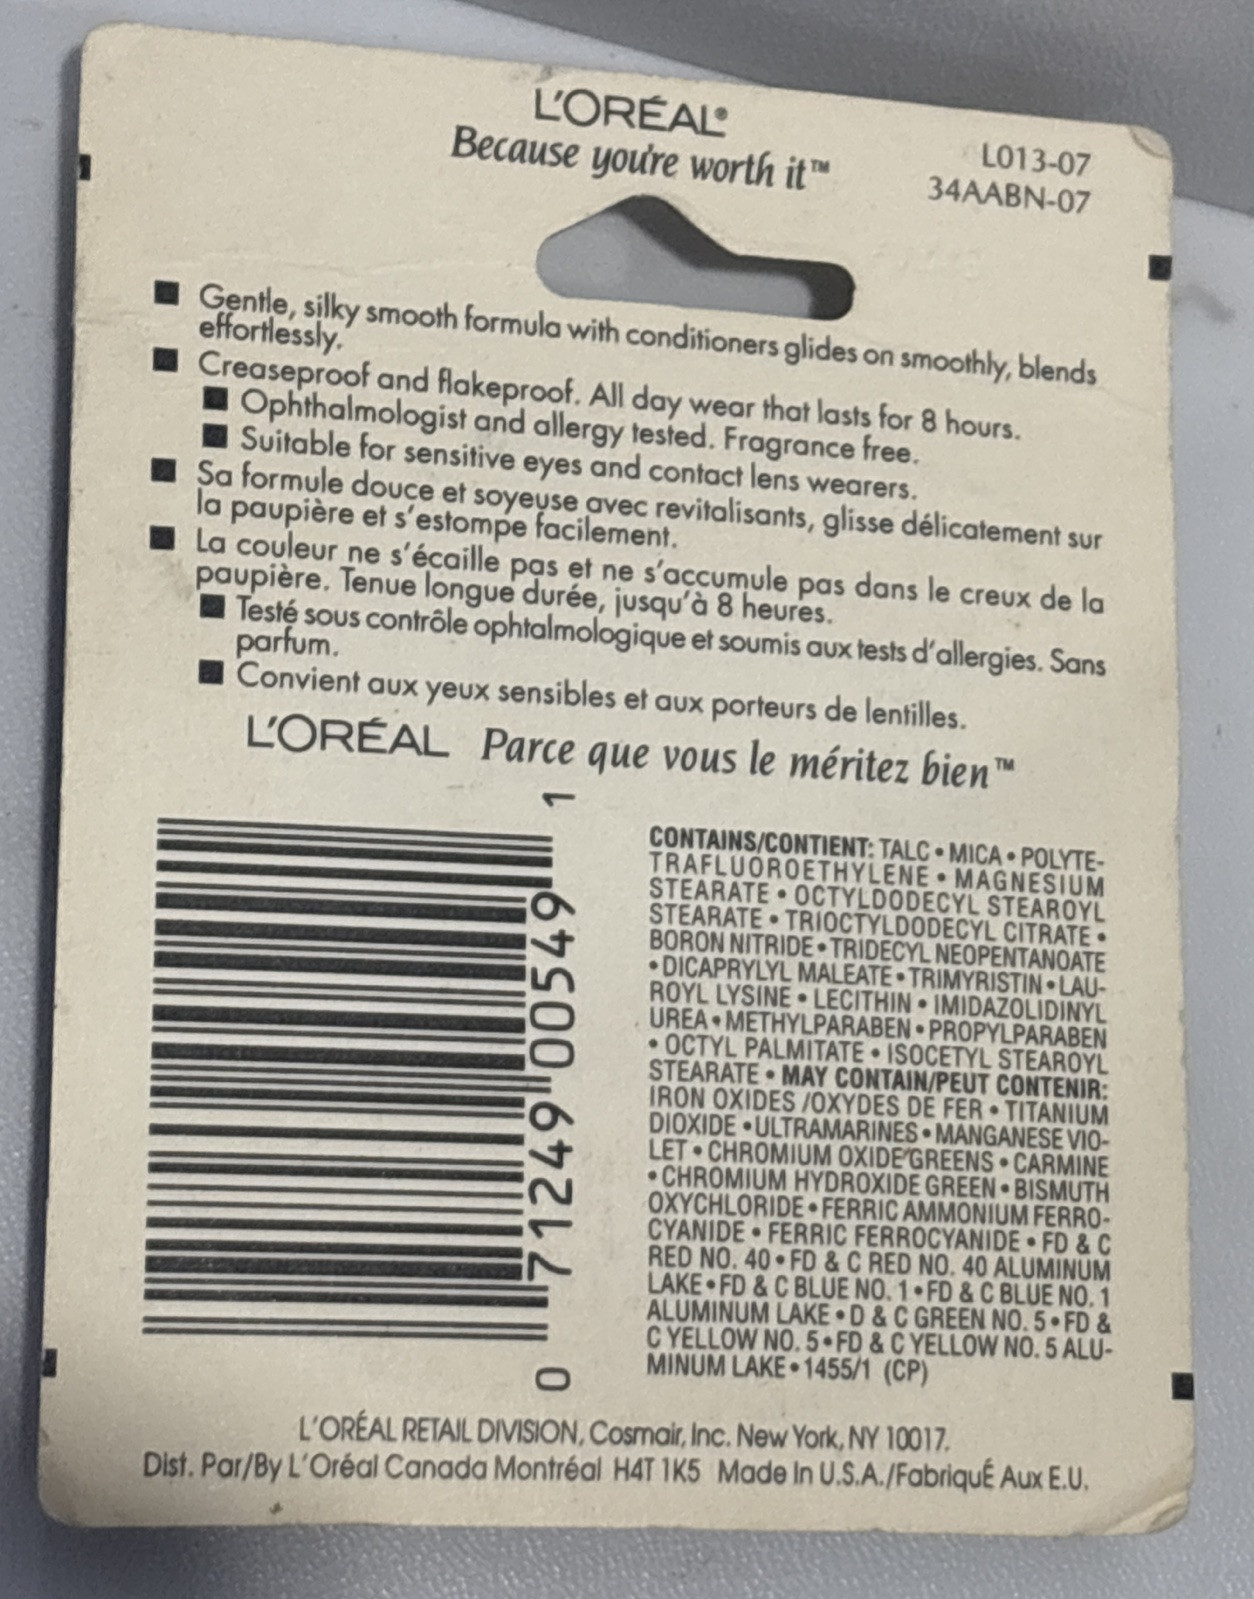 L'ORÉAL®
Because you're worth it™
L013-07
34AABN-07
■ Gentle, silky smooth formula with conditioners glides on smoothly, blends
effortlessly.
■ Creaseproof and flakeproof. All day wear that lasts for 8 hours.
■ Ophthalmologist and allergy tested. Fragrance free.
■ Suitable for sensitive eyes and contact lens wearers.
■ Sa formule douce et soyeuse avec revitalisants, glisse délicatement sur
la paupière et s'estompe facilement.
■ La couleur ne s'écaille pas et ne s'accumule pas dans le creux de la
paupière. Tenue longue durée, jusqu'à 8 heures.
■ Testé sous contrôle ophtalmologique et soumis aux tests d'allergies. Sans
parfum.
■ Convient aux yeux sensibles et aux porteurs de lentilles.
L'ORÉAL Parce que vous le méritez bien™
0 71249 00549 1
CONTAINS/CONTIENT: TALC • MICA • POLYTE-
TRAFLUOROETHYLENE • MAGNESIUM
STEARATE • OCTYLDODECYL STEAROYL
STEARATE • TRIOCTYLDODECYL CITRATE •
BORON NITRIDE • TRIDECYL NEOPENTANOATE
• DICAPRYLYL MALEATE • TRIMYRISTIN • LAU-
ROYL LYSINE • LECITHIN • IMIDAZOLIDINYL
UREA • METHYLPARABEN • PROPYLPARABEN
• OCTYL PALMITATE • ISOCETYL STEAROYL
STEARATE • MAY CONTAIN/PEUT CONTENIR:
IRON OXIDES /OXYDES DE FER • TITANIUM
DIOXIDE • ULTRAMARINES • MANGANESE VIO-
LET • CHROMIUM OXIDE GREENS • CARMINE
• CHROMIUM HYDROXIDE GREEN • BISMUTH
OXYCHLORIDE • FERRIC AMMONIUM FERRO-
CYANIDE • FERRIC FERROCYANIDE • FD & C
RED NO. 40 • FD & C RED NO. 40 ALUMINUM
LAKE • FD & C BLUE NO. 1 • FD & C BLUE NO. 1
ALUMINUM LAKE • D & C GREEN NO. 5 • FD &
C YELLOW NO. 5 • FD & C YELLOW NO. 5 ALU-
MINUM LAKE • 1455/1 (CP)
L'ORÉAL RETAIL DIVISION, Cosmair, Inc. New York, NY 10017.
Dist. Par/By L'Oréal Canada Montréal H4T 1K5 Made In U.S.A./FabriquÉ Aux E.U.